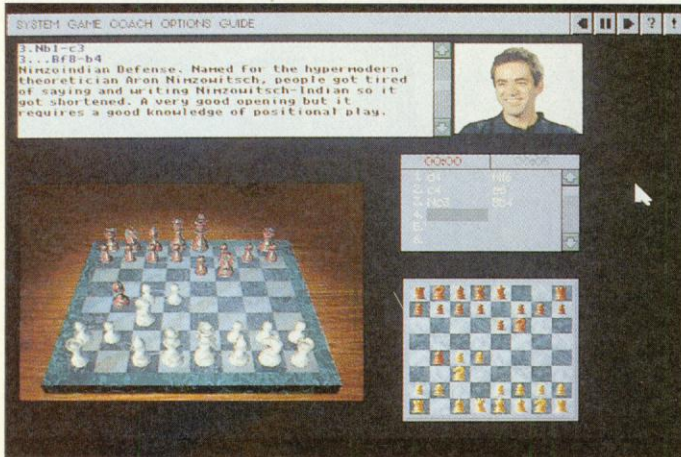 SYSTEM GAME COACH OPTIONS GUIDE ? !
3.Nb1-c3
3...Bf8-b4
Nimzoindian Defense. Named for the hypermodern
theoretician Aron Nimzowitsch, people got tired
of saying and writing Nimzowitsch-Indian so it
got shortened. A very good opening but it
requires a good knowledge of positional play.
1. d4 Nf6
2. c4 e6
3. Nc3 Bb4
4.
5.
6.